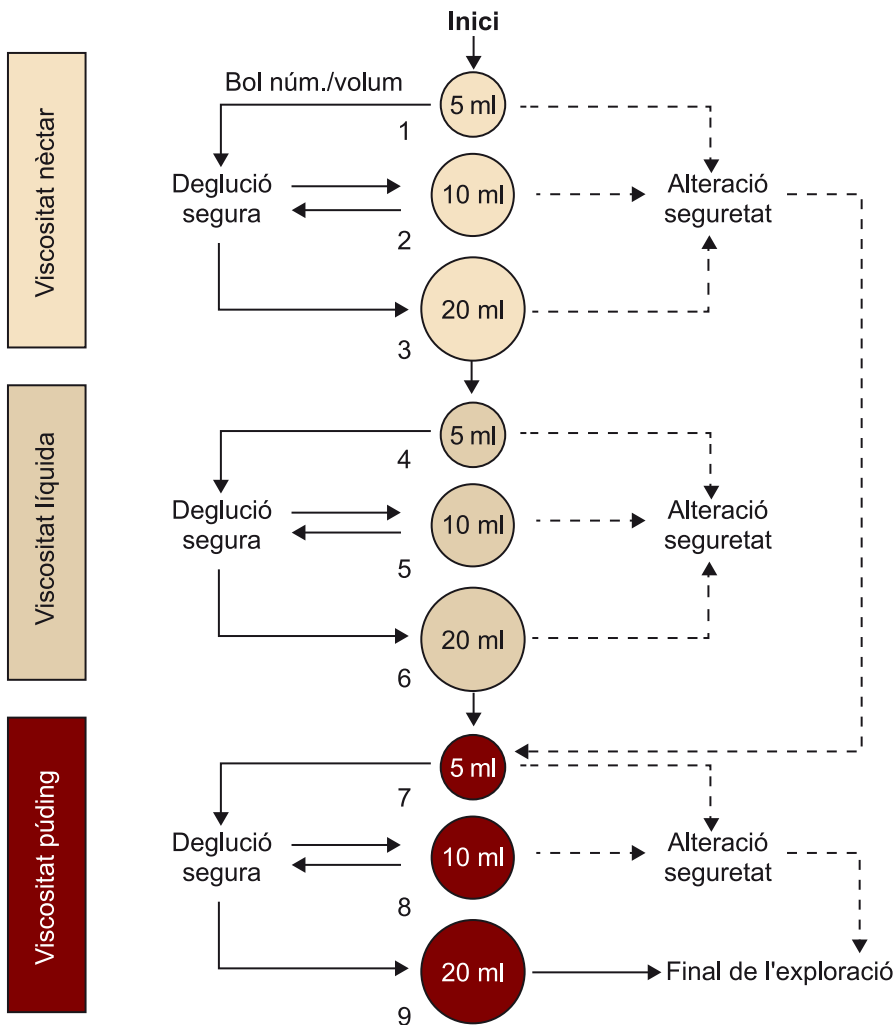 Inici
Viscositat nèctar
Bol núm./volum
5 ml
1
Deglució
segura
10 ml
Alteració
seguretat
2
20 ml
3
Viscositat líquida
5 ml
4
Deglució
segura
10 ml
Alteració
seguretat
5
20 ml
6
Viscositat púding
5 ml
7
Deglució
segura
10 ml
Alteració
seguretat
8
20 ml
Final de l'exploració
9